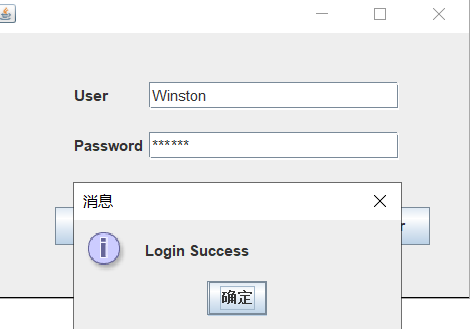 User
Winston
Password
******
消息
Login Success
确定